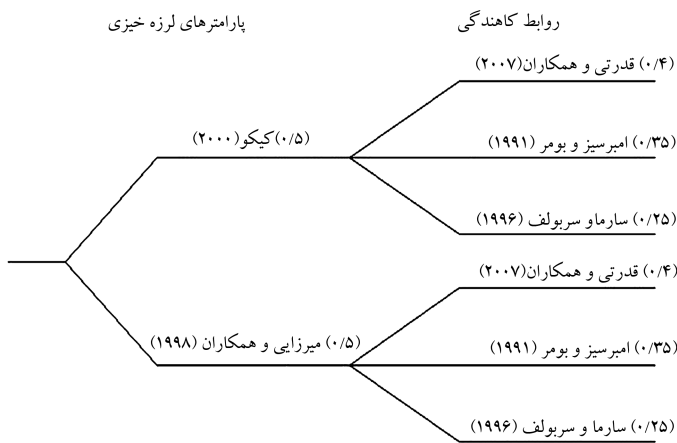 روابط کاهندگی
پارامترهای لرزه خیزی
(۰/۴) قدرتی و همکاران(۲۰۰۷)
(۰/۵)کیکو(۲۰۰۰)
(۰/۳۵) امبرسیز و بومر (۱۹۹۱)
(۰/۲۵) سارماو سربولف (۱۹۹۶)
(۰/۴) قدرتی و همکاران(۲۰۰۷)
(۰/۵) میرزایی و همکاران (۱۹۹۸)
(۰/۳۵) امبرسیز و بومر (۱۹۹۱)
(۰/۲۵) سارما و سربولف (۱۹۹۶)